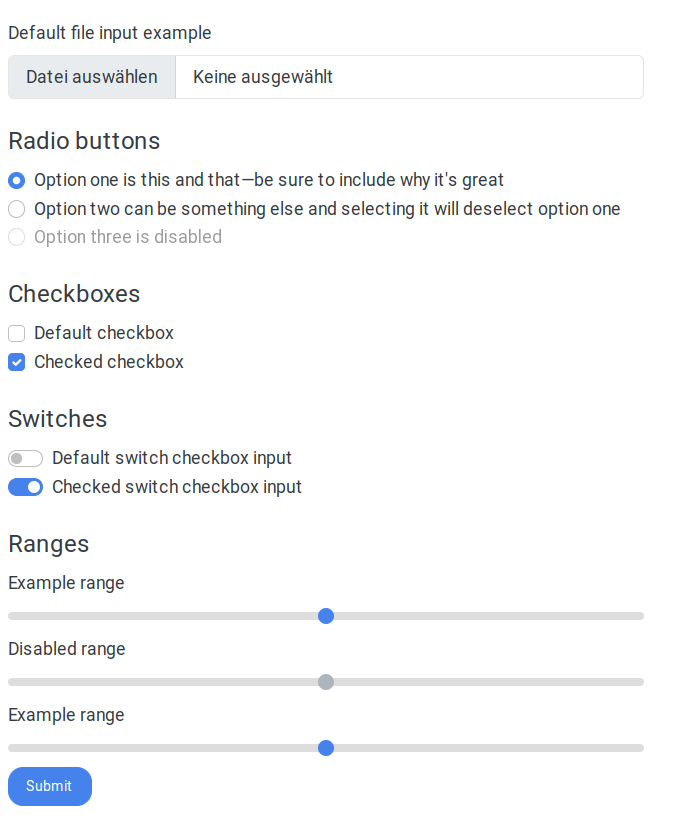 Default file input example
Datei auswählen Keine ausgewählt
Radio buttons
Option one is this and that—be sure to include why it's great
Option two can be something else and selecting it will deselect option one
Option three is disabled
Checkboxes
Default checkbox
Checked checkbox
Switches
Default switch checkbox input
Checked switch checkbox input
Ranges
Example range
Disabled range
Example range
Submit